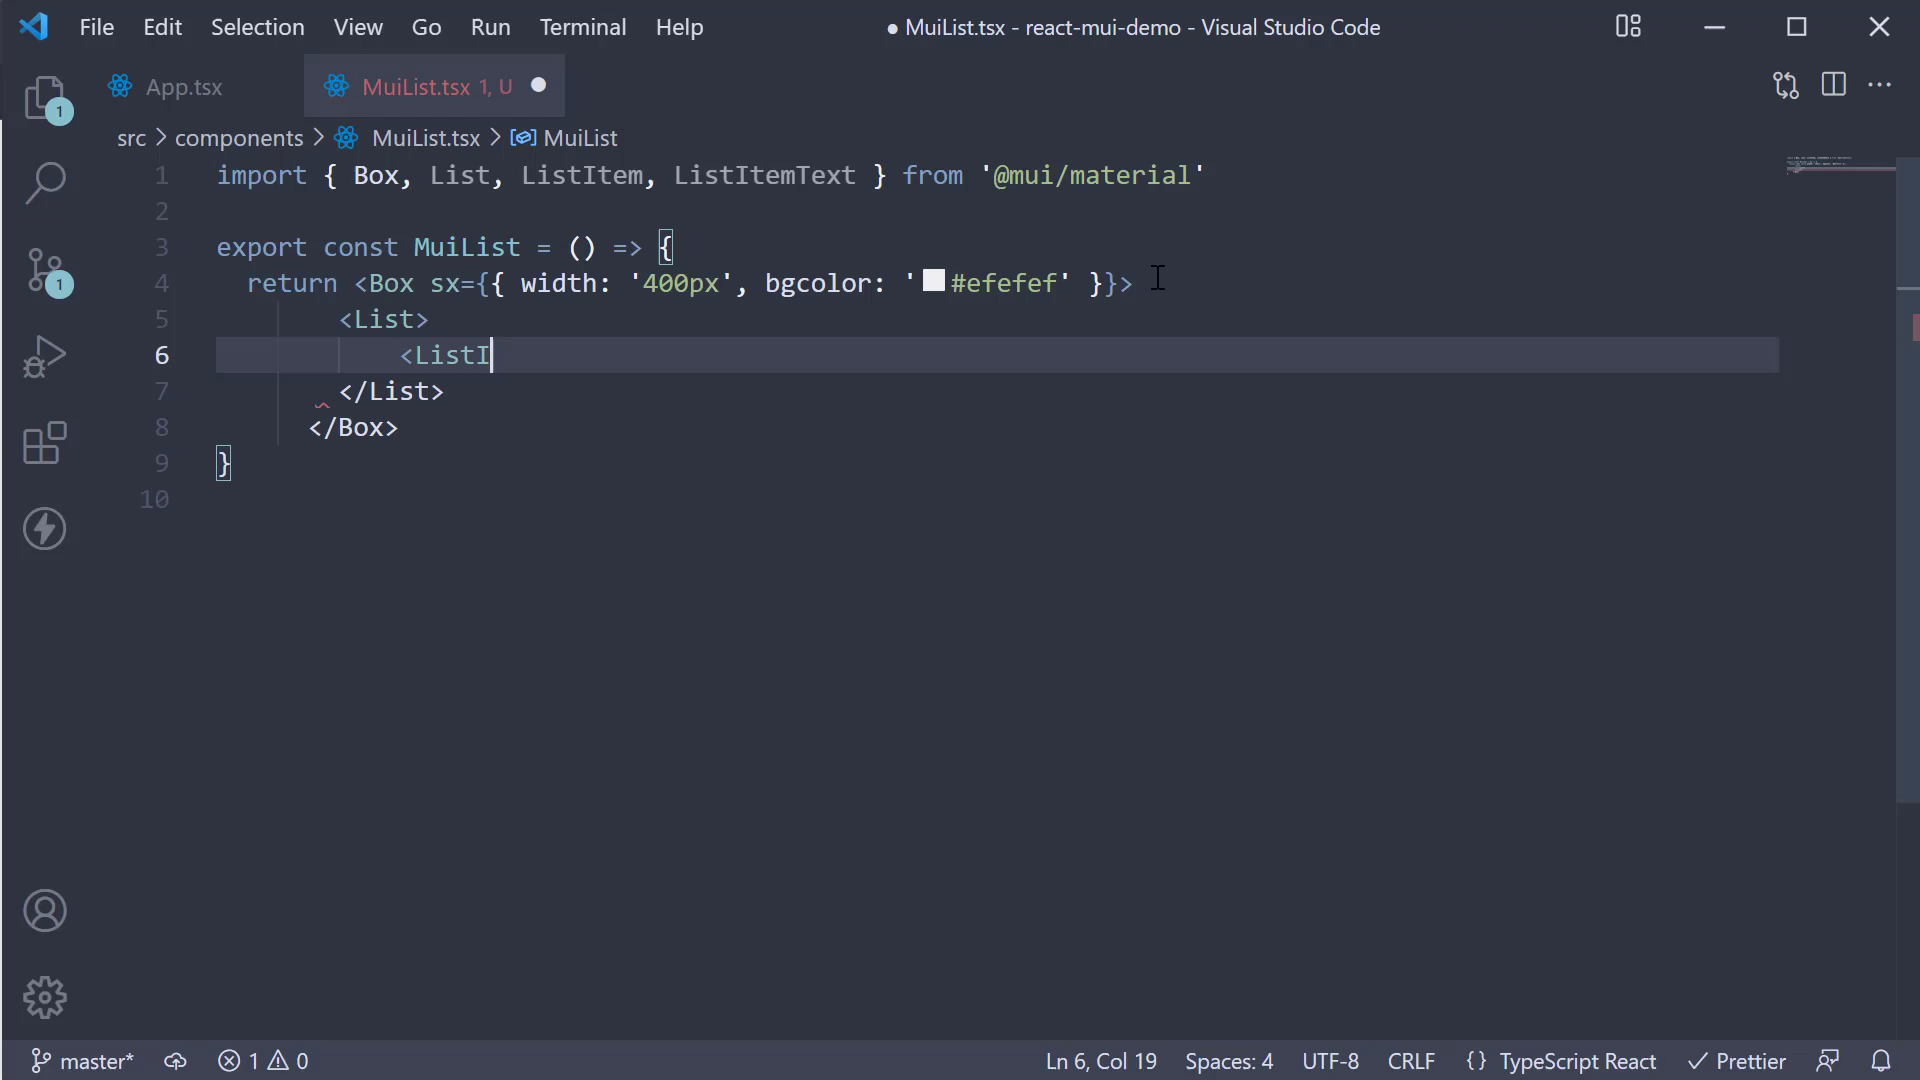 File Edit Selection View Go Run Terminal Help ● MuiList.tsx - react-mui-demo - Visual Studio Code
App.tsx MuiList.tsx 1, U
src > components > MuiList.tsx > MuiList
1 import { Box, List, ListItem, ListItemText } from '@mui/material'
2
3 export const MuiList = () => {
4 return <Box sx={{ width: '400px', bgcolor: '#efefef' }}>
5 <List>
6 <ListI
7 </List>
8 </Box>
9 }
10
1
1
master* 1 0 Ln 6, Col 19 Spaces: 4 UTF-8 CRLF {} TypeScript React ✓ Prettier